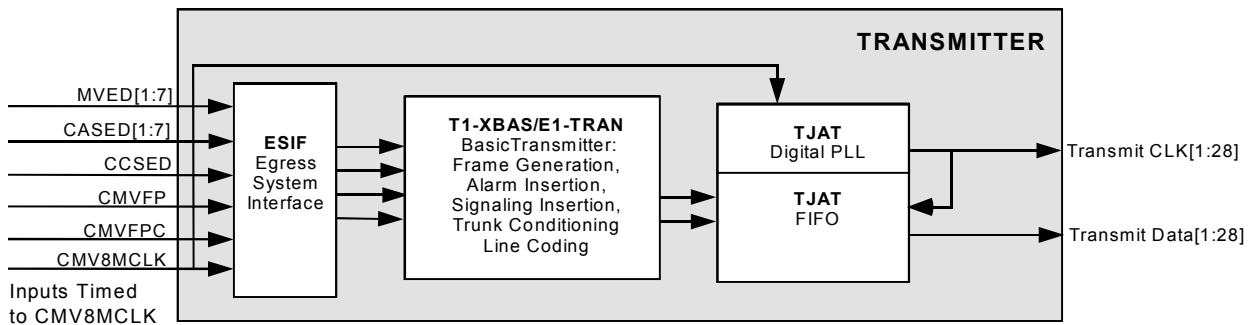 TRANSMITTER
MVED[1:7]
CASED[1:7]
CCSED
CMVFP
CMVFPC
CMV8MCLK
Inputs Timed
to CMV8MCLK
ESIF
Egress
System
Interface
T1-XBAS/E1-TRAN
BasicTransmitter:
Frame Generation,
Alarm Insertion,
Signaling Insertion,
Trunk Conditioning
Line Coding
TJAT
Digital PLL
TJAT
FIFO
Transmit CLK[1:28]
Transmit Data[1:28]